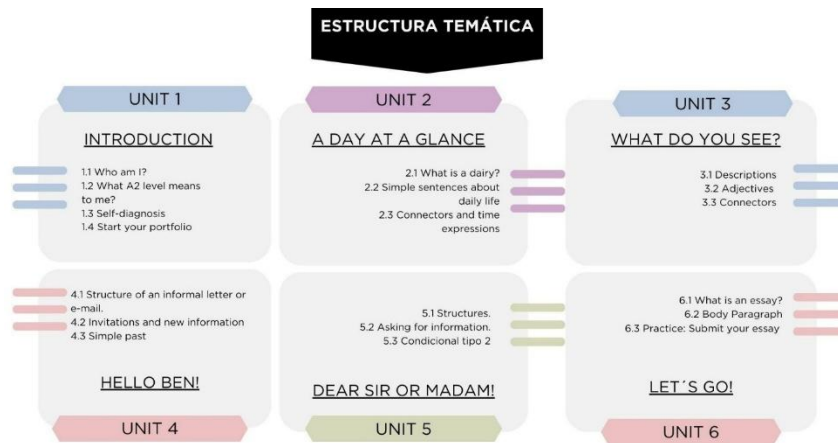 ESTRUCTURA TEMÁTICA
UNIT 1
INTRODUCTION
1.1 Who am I?
1.2 What A2 level means
to me?
1.3 Self-diagnosis
1.4 Start your portfolio
UNIT 2
A DAY AT A GLANCE
2.1 What is a dairy?
2.2 Simple sentences about
daily life
2.3 Connectors and time
expressions
UNIT 3
WHAT DO YOU SEE?
3.1 Descriptions
3.2 Adjectives
3.3 Connectors
4.1 Structure of an informal letter or
e-mail.
4.2 Invitations and new information
4.3 Simple past
HELLO BEN!
UNIT 4
5.1 Structures.
5.2 Asking for information.
5.3 Condicional tipo 2
DEAR SIR OR MADAM!
UNIT 5
6.1 What is an essay?
6.2 Body Paragraph
6.3 Practice: Submit your essay
LET´S GO!
UNIT 6